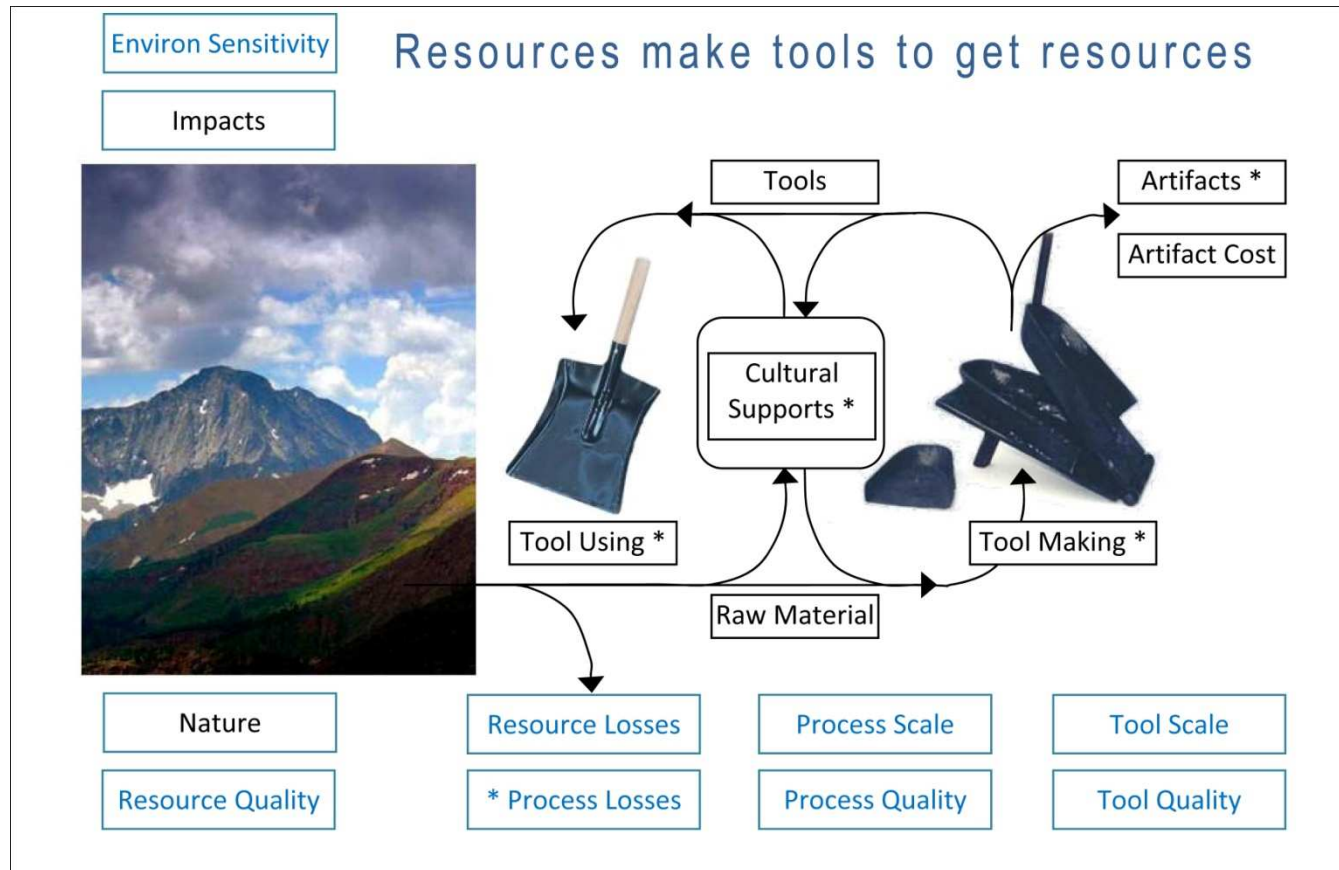 Environ Sensitivity
Resources make tools to get resources
Impacts
Tools
Artifacts *
Artifact Cost
Cultural
Supports *
Tool Using *
Tool Making *
Raw Material
Nature
Resource Losses
Process Scale
Tool Scale
Resource Quality
* Process Losses
Process Quality
Tool Quality